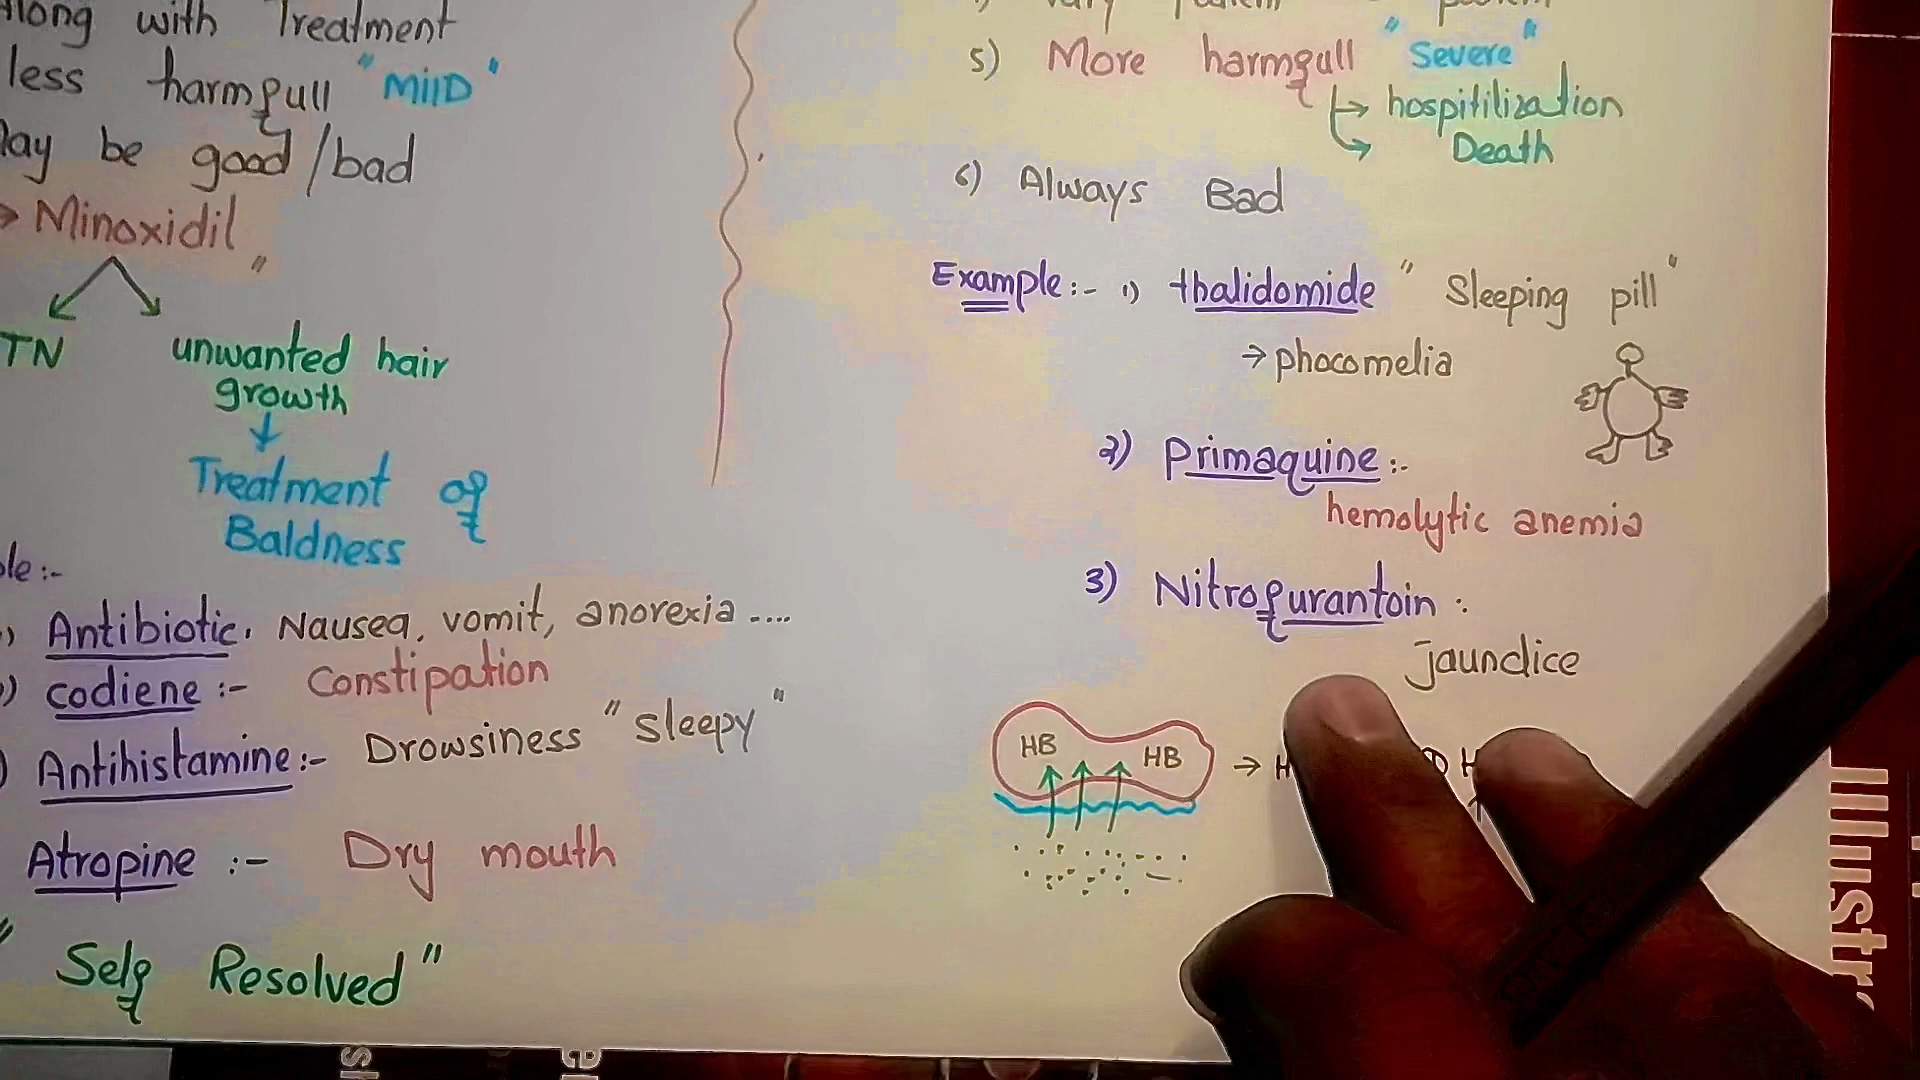 along with Treatment
less harmfull "MilD"
May be good/bad
Minoxidil "
TN
unwanted hair
growth
Treatment of
Baldness
ple :-
Antibiotic. Nausea, vomit, anorexia ....
codiene :- Constipation
Antihistamine :- Drowsiness "sleepy"
Atropine :- Dry mouth
" Self Resolved"
5) More harmfull "Severe"
→ hospitilization
→ Death
6) Always Bad
Example :- 1) thalidomide "Sleeping pill"
→ phocomelia
2) Primaquine :-
hemolytic anemia
3) Nitrofurantoin :
jaundice
HB HB → H
Illustr